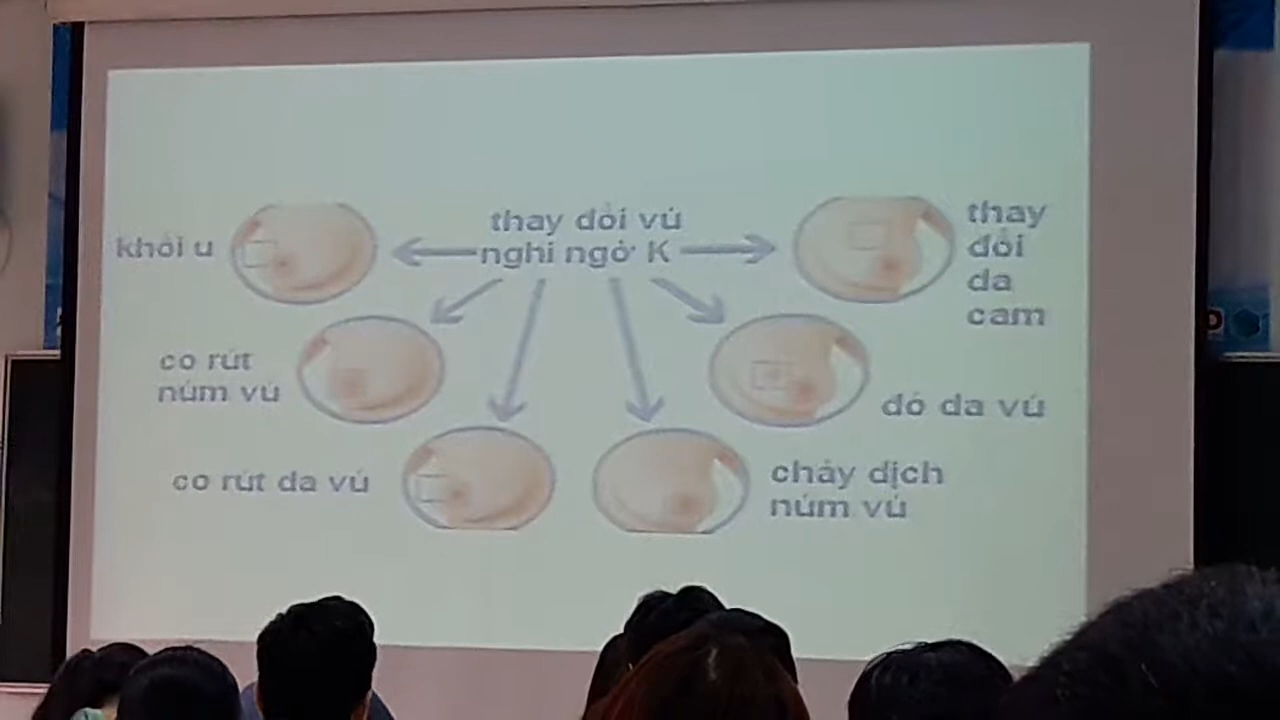 thay đổi vú
nghi ngờ K
khối u
co rút
núm vú
co rút da vú
chảy dịch
núm vú
đỏ da vú
thay
đổi
da
cam